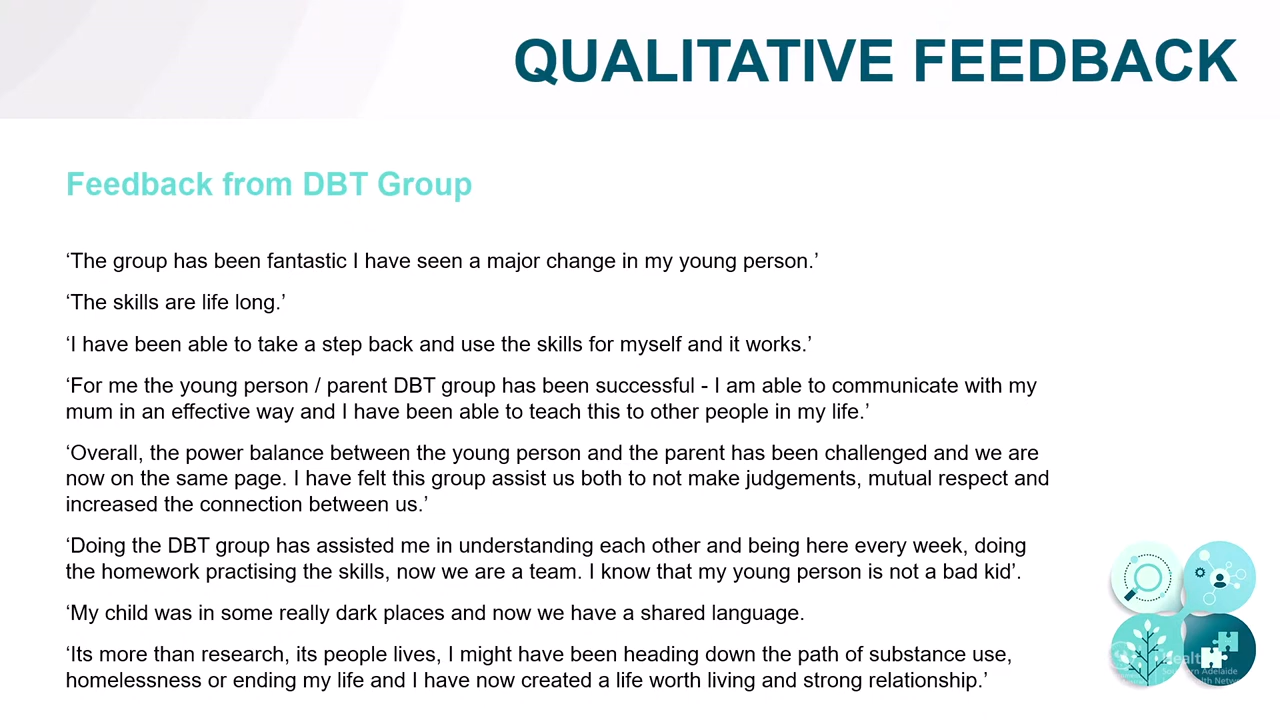 QUALITATIVE FEEDBACK
Feedback from DBT Group
‘The group has been fantastic I have seen a major change in my young person.’
‘The skills are life long.’
‘I have been able to take a step back and use the skills for myself and it works.’
‘For me the young person / parent DBT group has been successful - I am able to communicate with my
mum in an effective way and I have been able to teach this to other people in my life.’
‘Overall, the power balance between the young person and the parent has been challenged and we are
now on the same page. I have felt this group assist us both to not make judgements, mutual respect and
increased the connection between us.’
‘Doing the DBT group has assisted me in understanding each other and being here every week, doing
the homework practising the skills, now we are a team. I know that my young person is not a bad kid’.
‘My child was in some really dark places and now we have a shared language.
‘Its more than research, its people lives, I might have been heading down the path of substance use,
homelessness or ending my life and I have now created a life worth living and strong relationship.’
Health
Southern Adelaide